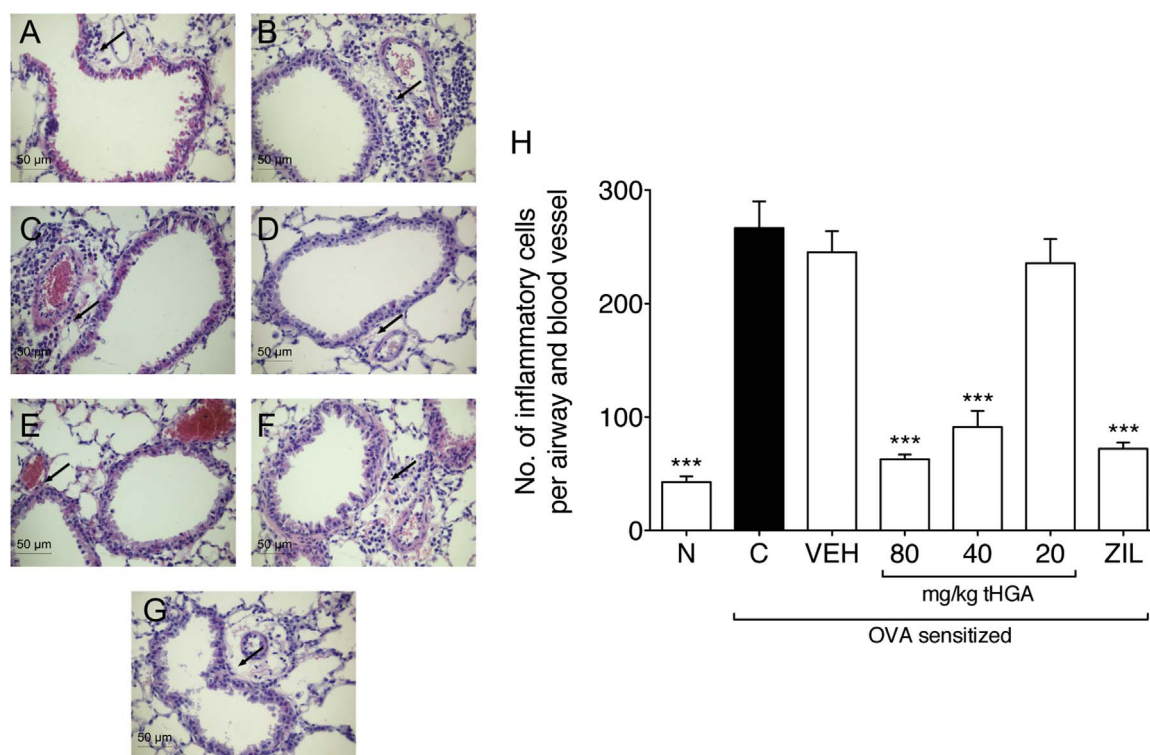 A
50 µm
B
50 µm
C
50 µm
D
50 µm
E
50 µm
F
50 µm
G
50 µm
H
No. of inflammatory cells
per airway and blood vessel
300
200
100
0
***
***
***
***
N C VEH 80 40 20 ZIL
mg/kg tHGA
OVA sensitized